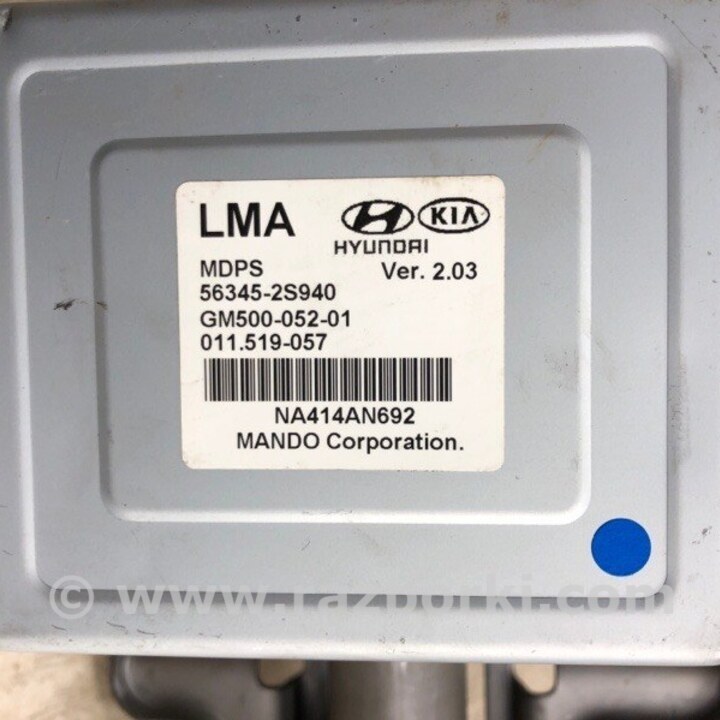 LMA
KIA
HYUNDAI
MDPS Ver. 2.03
56345-2S940
GM500-052-01
011.519-057
NA414AN692
MANDO Corporation.
© www.razborki.com